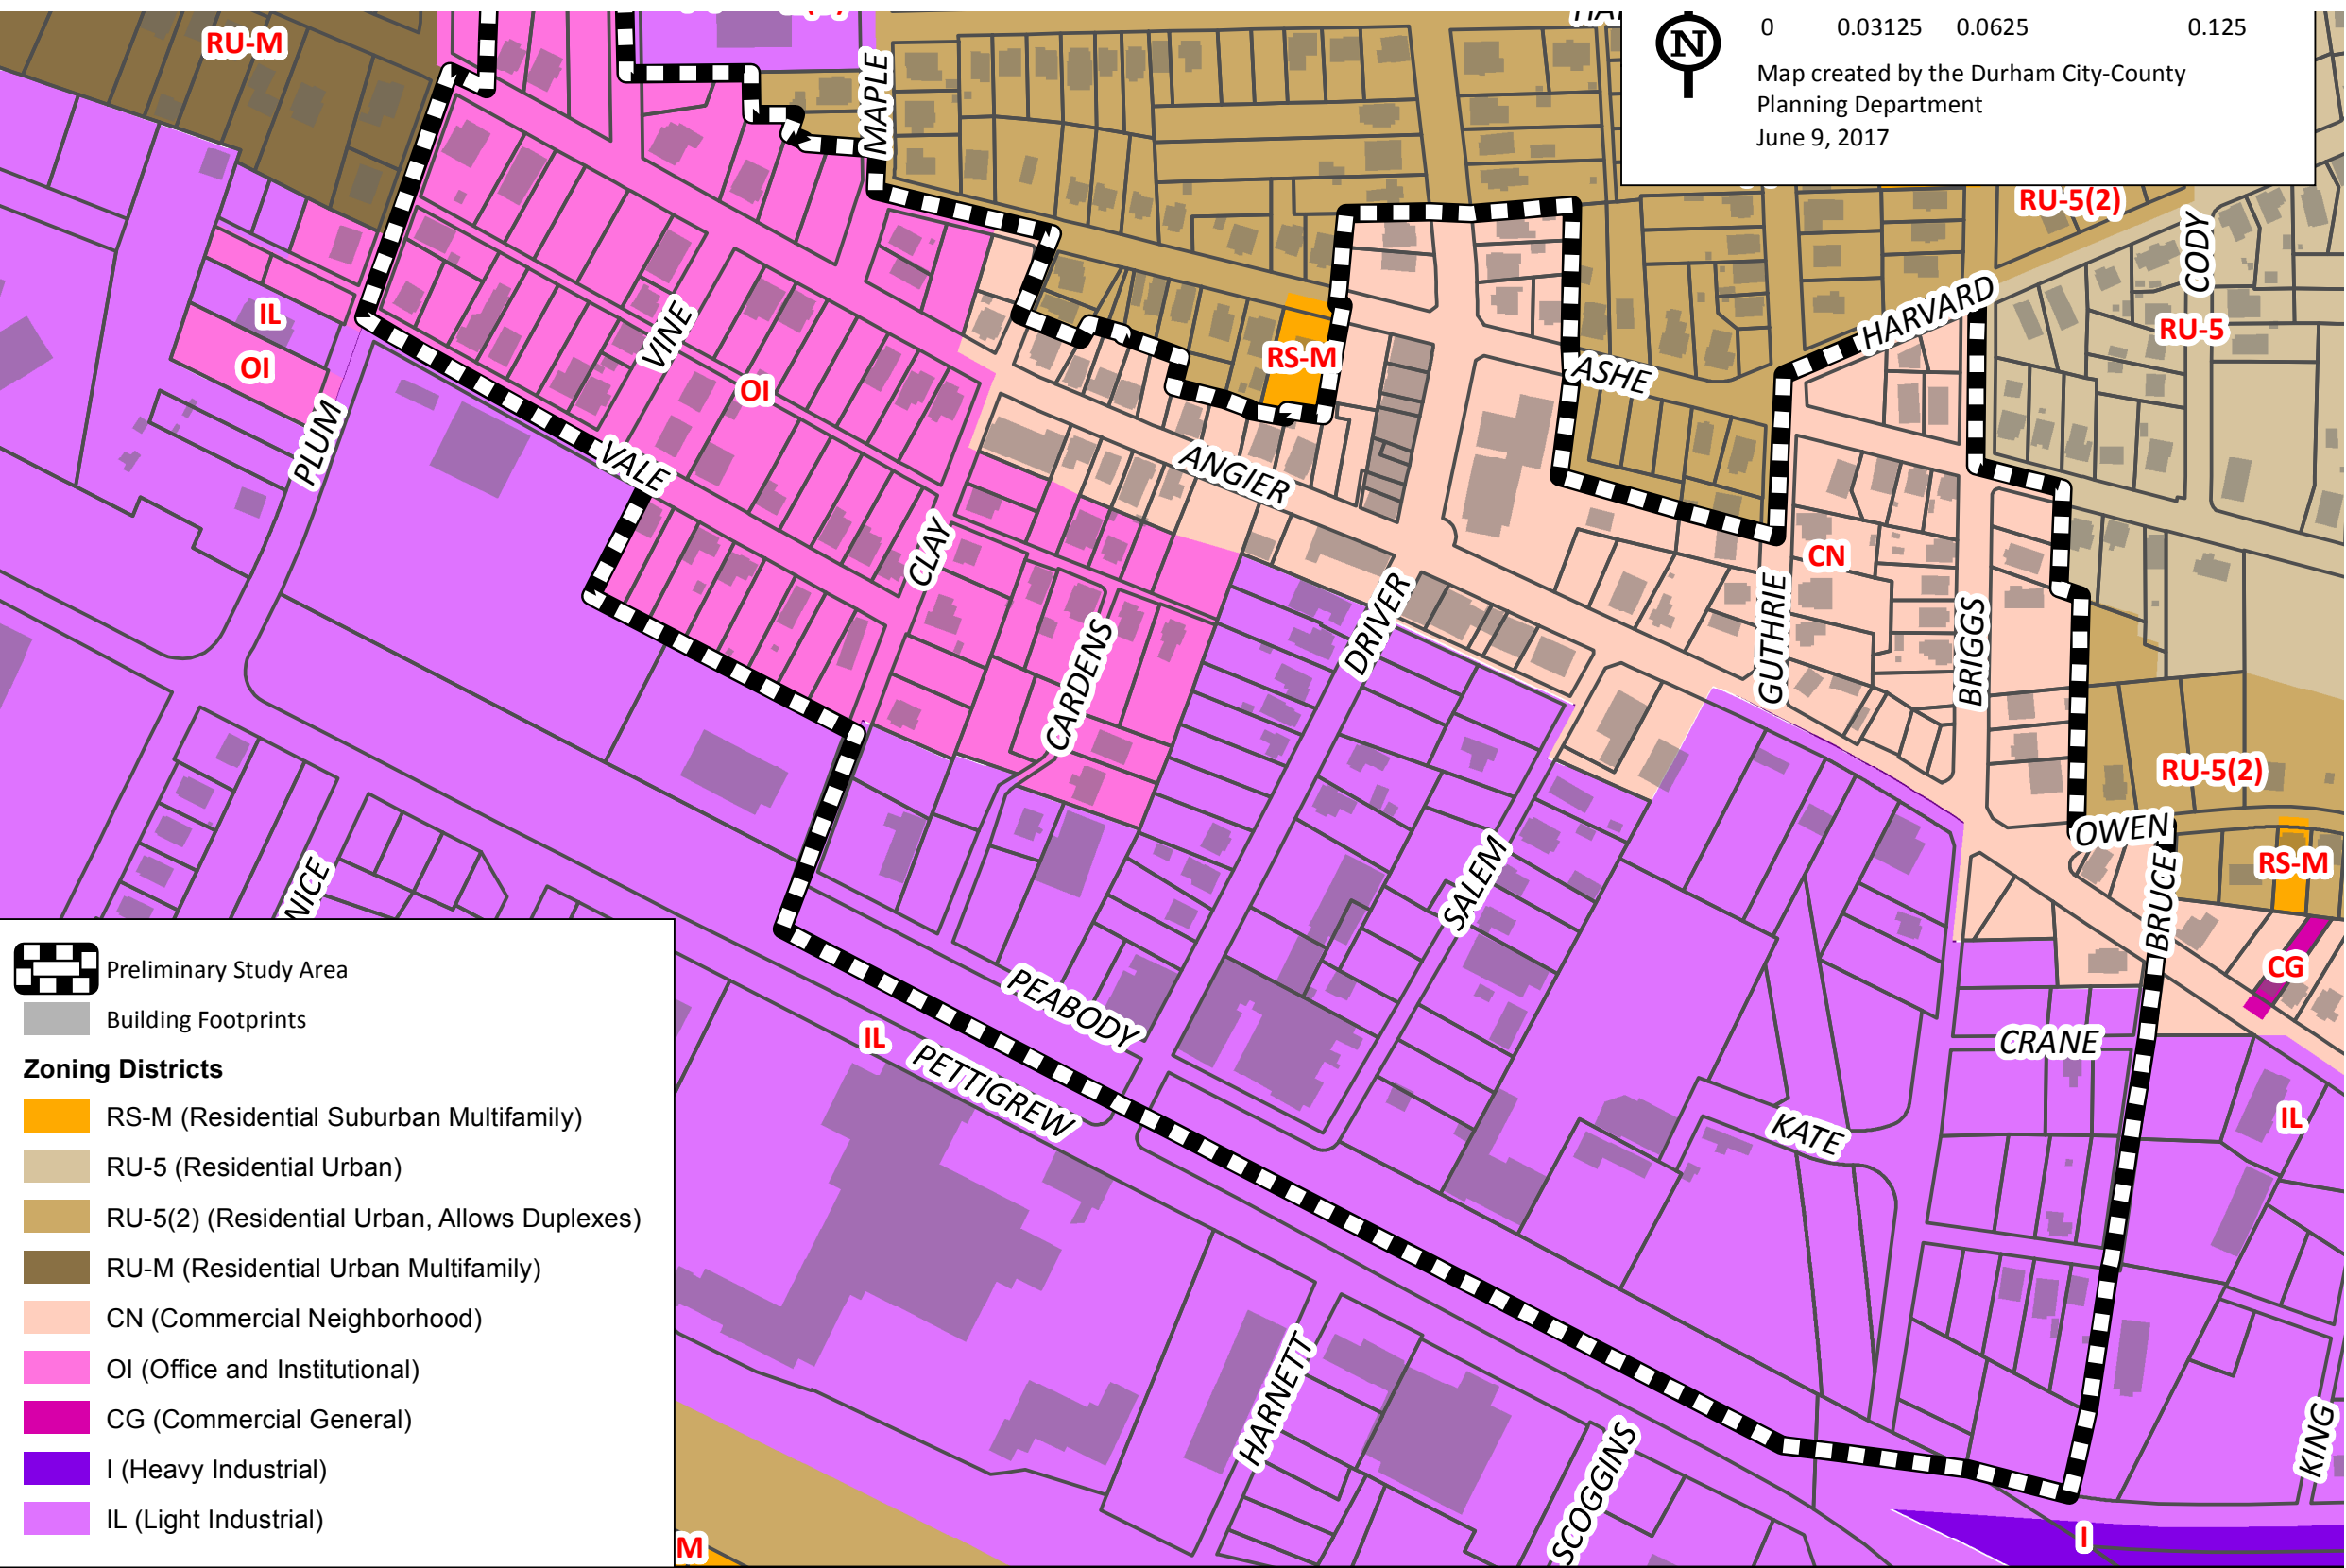 RU-M
MAPLE
N
0 0.03125 0.0625 0.125
Map created by the Durham City-County
Planning Department
June 9, 2017
RU-5(2)
CODY
HARVARD
RU-5
IL
OI
VINE
OI
RS-M
ASHE
PLUM
VALE
ANGIER
CLAY
CN
DRIVER
GUTHRIE
BRIGGS
CARDENS
RU-5(2)
OWEN
RS-M
BRUCE
SALEM
NICE
CG
PEABODY
IL
PETTIGREW
CRANE
KATE
IL
HARNETT
SCOGGINS
KING
I
M
Preliminary Study Area
Building Footprints
Zoning Districts
RS-M (Residential Suburban Multifamily)
RU-5 (Residential Urban)
RU-5(2) (Residential Urban, Allows Duplexes)
RU-M (Residential Urban Multifamily)
CN (Commercial Neighborhood)
OI (Office and Institutional)
CG (Commercial General)
I (Heavy Industrial)
IL (Light Industrial)